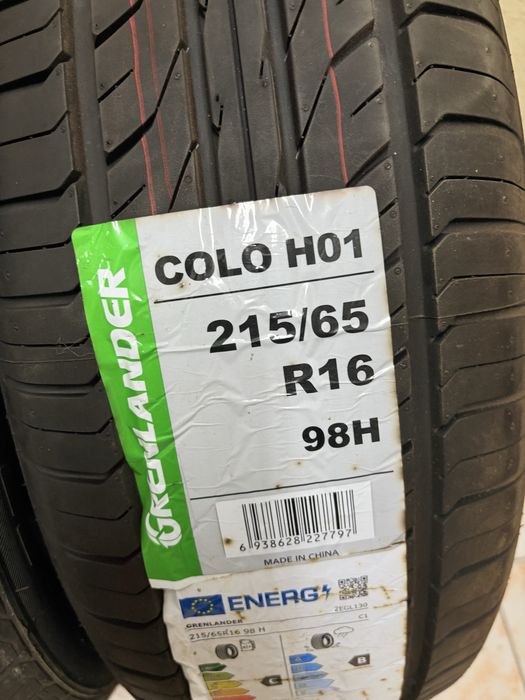 GRENLANDER
COLO H01
215/65
R16
98H
6 938628 227797
MADE IN CHINA
ENERG
GRENLANDER
2EGL130
215/65R16 98 H
C1
A
B
C
A
B
B